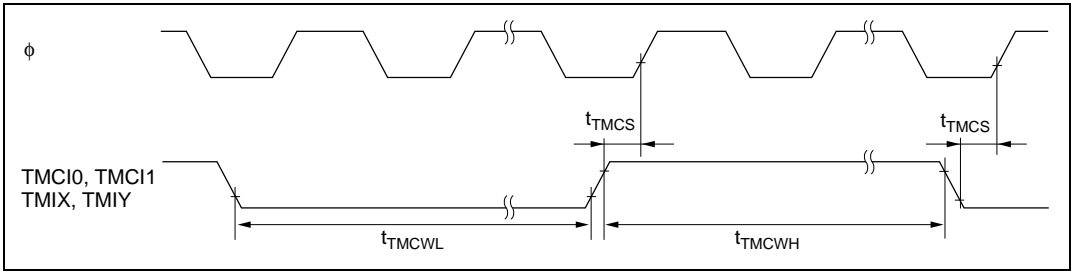 ϕ
tTMCS
tTMCS
TMCI0, TMCI1
TMIX, TMIY
tTMCWL
tTMCWH